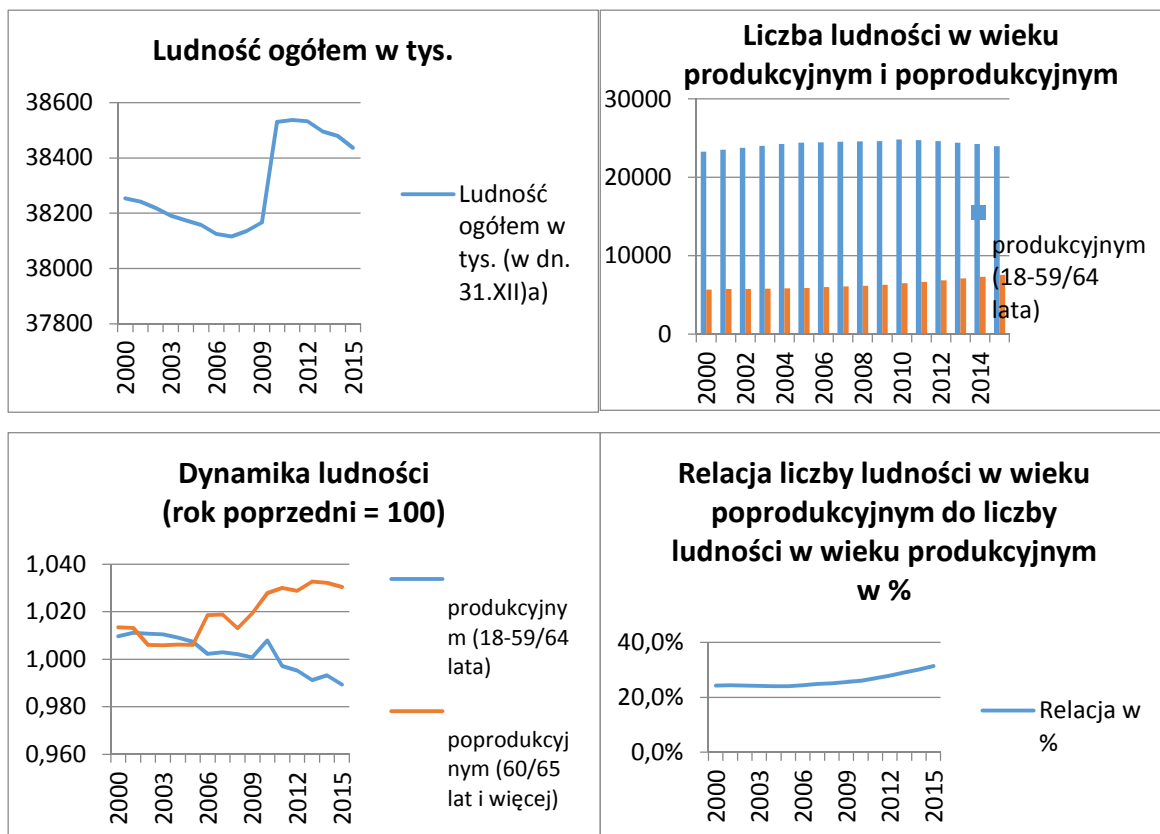 Ludność ogółem w tys.
38600
38400
38200
38000
37800
2000
2003
2006
2009
2012
2015
Ludność
ogółem w
tys. (w dn.
31.XII)a)
Liczba ludności w wieku
produkcyjnym i poprodukcyjnym
30000
20000
10000
0
2000
2002
2004
2006
2008
2010
2012
2014
produkcyjnym
(18-59/64
lata)
Dynamika ludności
(rok poprzedni = 100)
1,040
1,020
1,000
0,980
0,960
2000
2003
2006
2009
2012
2015
produkcyjny
m (18-59/64
lata)
poprodukcyj
nym (60/65
lat i więcej)
Relacja liczby ludności w wieku
poprodukcyjnym do liczby
ludności w wieku produkcyjnym
w %
40,0%
20,0%
0,0%
2000
2003
2006
2009
2012
2015
Relacja w
%